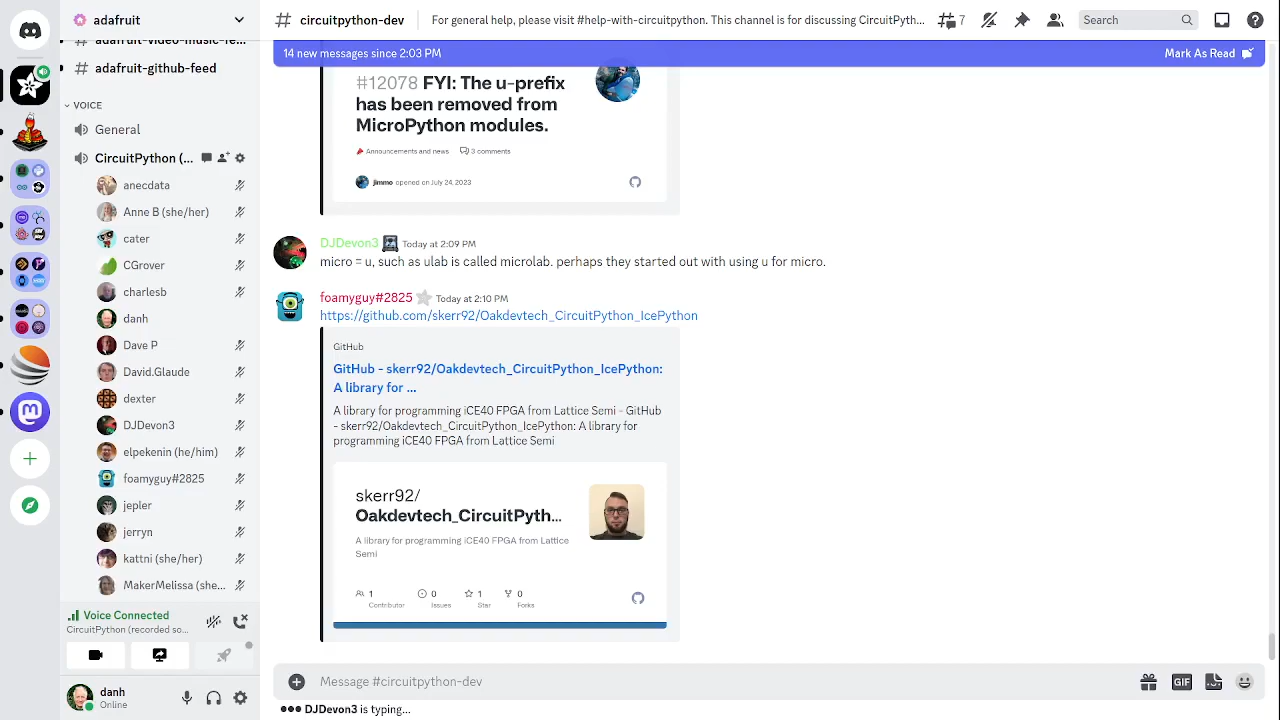 adafruit
# circuitpython-dev
For general help, please visit #help-with-circuitpython. This channel is for discussing CircuitPyth...
7
Search
# adafruit-github-feed
14 new messages since 2:03 PM
Mark As Read
VOICE
General
CircuitPython (...
anecdata
Anne B (she/her)
cater
CGrover
charlesb
danh
Dave P
David.Glaude
dexter
DJDevon3
elpekenin (he/him)
foamyguy#2825
jepler
jerryn
kattni (she/her)
MakerMelissa (she...
Voice Connected
CircuitPython (recorded so...
danh
Online
#12078 FYI: The u-prefix
has been removed from
MicroPython modules.
Announcements and news 3 comments
jimmo opened on July 24, 2023
DJDevon3 Today at 2:09 PM
micro = u, such as ulab is called microlab. perhaps they started out with using u for micro.
foamyguy#2825 Today at 2:10 PM
https://github.com/skerr92/Oakdevtech_CircuitPython_IcePython
GitHub
GitHub - skerr92/Oakdevtech_CircuitPython_IcePython:
A library for ...
A library for programming iCE40 FPGA from Lattice Semi - GitHub
- skerr92/Oakdevtech_CircuitPython_IcePython: A library for
programming iCE40 FPGA from Lattice Semi
skerr92/
Oakdevtech_CircuitPyth...
A library for programming iCE40 FPGA from Lattice
Semi
1 0 1 0
Contributor Issues Star Forks
Message #circuitpython-dev
GIF
DJDevon3 is typing...